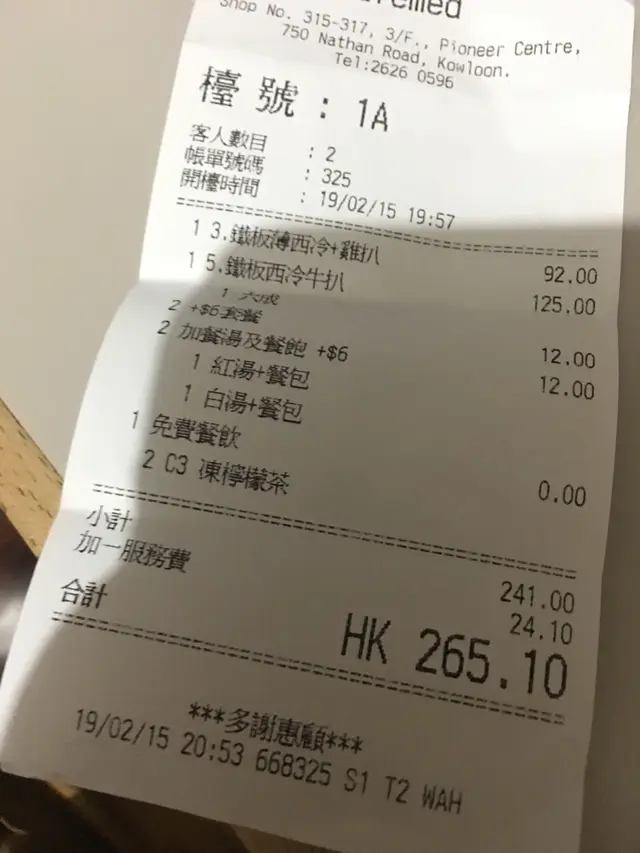 Shop No. 315-317, 3/F., Pioneer Centre,
750 Nathan Road, Kowloon.
Tel:2626 0596
檯號 : 1A
客人數目 : 2
帳單號碼 : 325
開檯時間 : 19/02/15 19:57
1 3.鐵板薄西冷+雞扒 92.00
1 5.鐵板西冷牛扒 125.00
1 大成
2 +$6套餐 12.00
2 加餐湯及餐飽 +$6 12.00
1 紅湯+餐包
1 白湯+餐包
1 免費餐飲 0.00
2 C3 凍檸檬茶
小計 241.00
加一服務費 24.10
合計 HK 265.10
***多謝惠顧***
19/02/15 20:53 668325 S1 T2 WAH